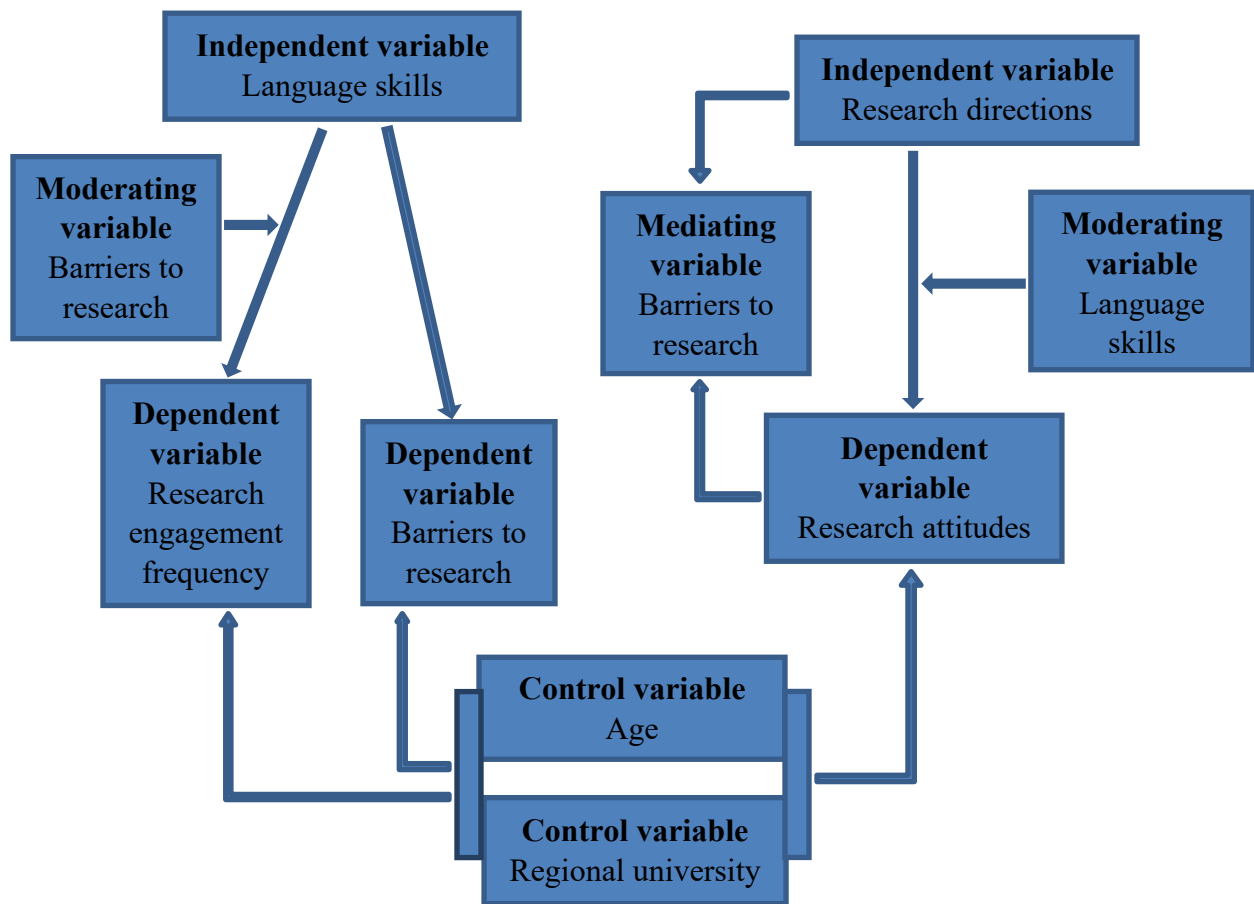 Independent variable
Language skills
Independent variable
Research directions
Moderating
variable
Barriers to
research
Mediating
variable
Barriers to
research
Moderating
variable
Language
skills
Dependent
variable
Research
engagement
frequency
Dependent
variable
Barriers to
research
Dependent
variable
Research attitudes
Control variable
Age
Control variable
Regional university